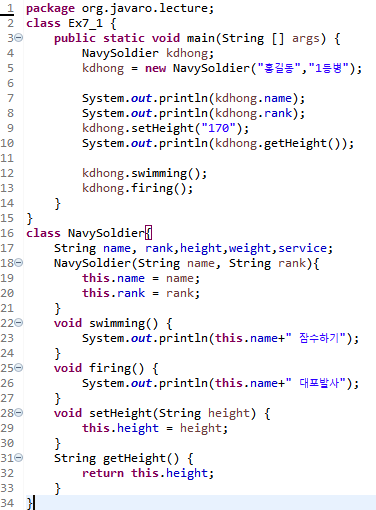 1 package org.javaro.lecture;
2 class Ex7_1 {
3 public static void main(String [] args) {
4 NavySoldier kdhong;
5 kdhong = new NavySoldier("홍길동","1등병");
6
7 System.out.println(kdhong.name);
8 System.out.println(kdhong.rank);
9 kdhong.setHeight("170");
10 System.out.println(kdhong.getHeight());
11
12 kdhong.swimming();
13 kdhong.firing();
14 }
15 }
16 class NavySoldier{
17 String name, rank,height,weight,service;
18 NavySoldier(String name, String rank){
19 this.name = name;
20 this.rank = rank;
21 }
22 void swimming() {
23 System.out.println(this.name+" 잠수하기");
24 }
25 void firing() {
26 System.out.println(this.name+" 대포발사");
27 }
28 void setHeight(String height) {
29 this.height = height;
30 }
31 String getHeight() {
32 return this.height;
33 }
34 }